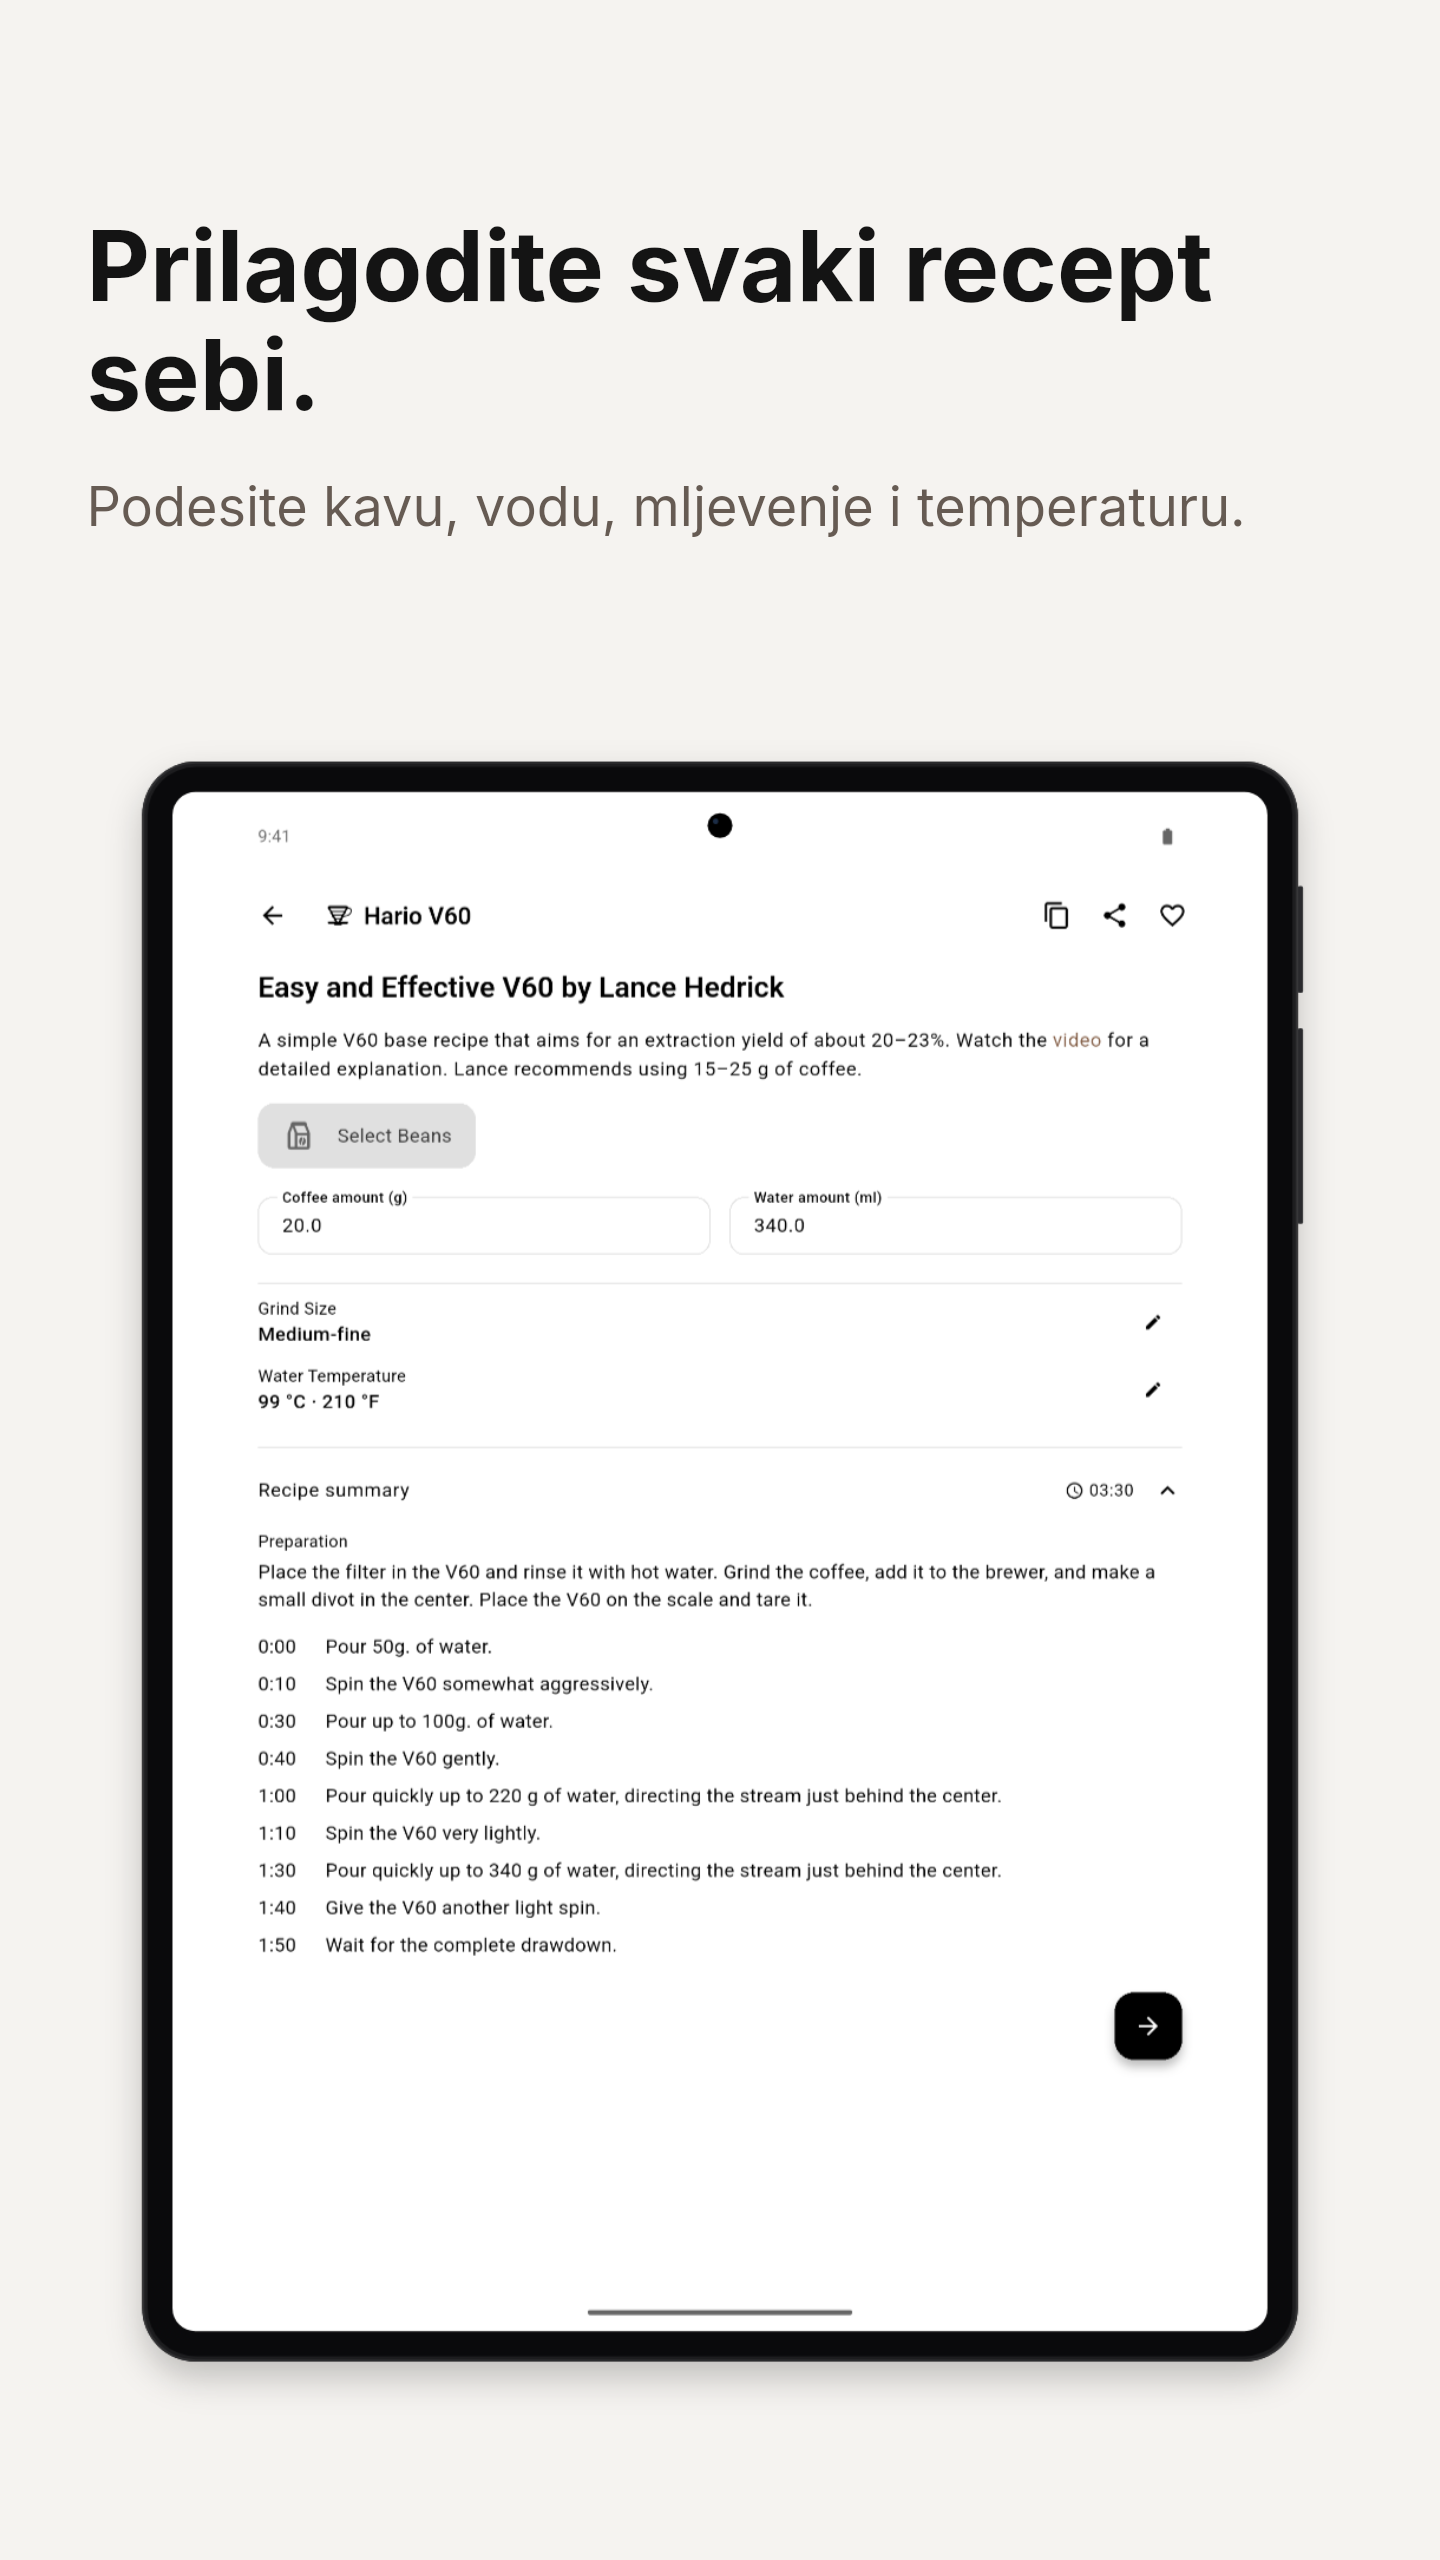 Prilagodite svaki recept
sebi.
Podesite kavu, vodu, mljevenje i temperaturu.
9:41
Hario V60
Easy and Effective V60 by Lance Hedrick
A simple V60 base recipe that aims for an extraction yield of about 20–23%. Watch the video for a
detailed explanation. Lance recommends using 15–25 g of coffee.
Select Beans
Coffee amount (g)
20.0
Water amount (ml)
340.0
Grind Size
Medium-fine
Water Temperature
99 °C · 210 °F
Recipe summary
03:30
Preparation
Place the filter in the V60 and rinse it with hot water. Grind the coffee, add it to the brewer, and make a
small divot in the center. Place the V60 on the scale and tare it.
0:00 Pour 50g. of water.
0:10 Spin the V60 somewhat aggressively.
0:30 Pour up to 100g. of water.
0:40 Spin the V60 gently.
1:00 Pour quickly up to 220 g of water, directing the stream just behind the center.
1:10 Spin the V60 very lightly.
1:30 Pour quickly up to 340 g of water, directing the stream just behind the center.
1:40 Give the V60 another light spin.
1:50 Wait for the complete drawdown.